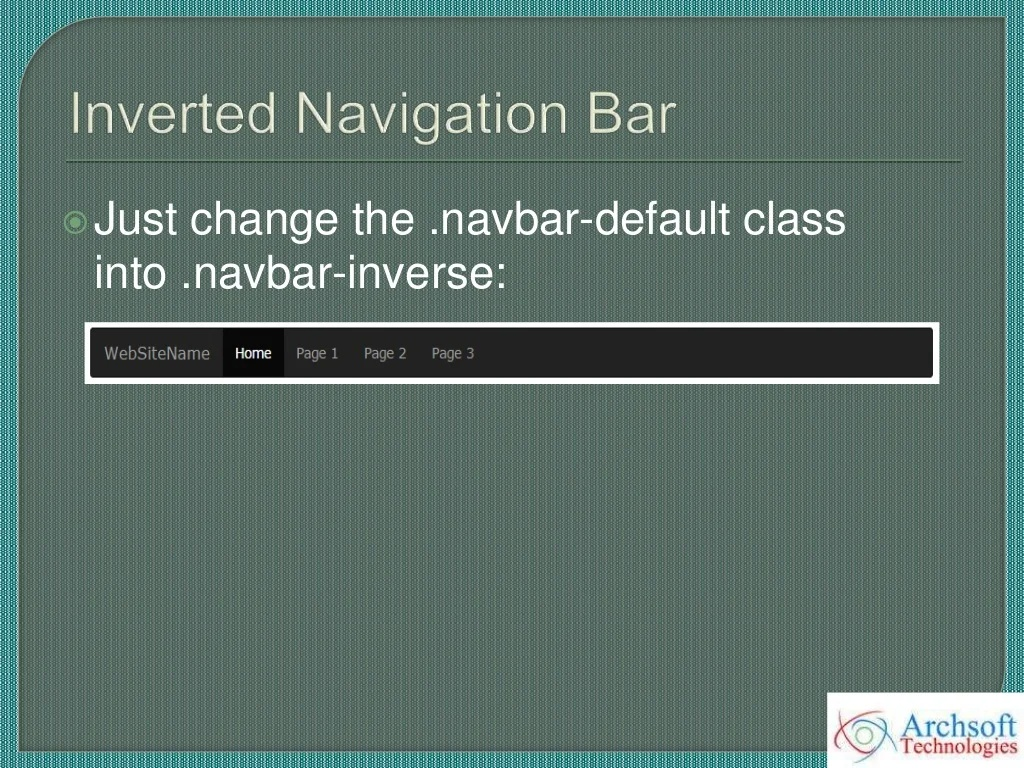 Inverted Navigation Bar
Just change the .navbar-default class
into .navbar-inverse:
WebSiteName Home Page 1 Page 2 Page 3
Archsoft
Technologies